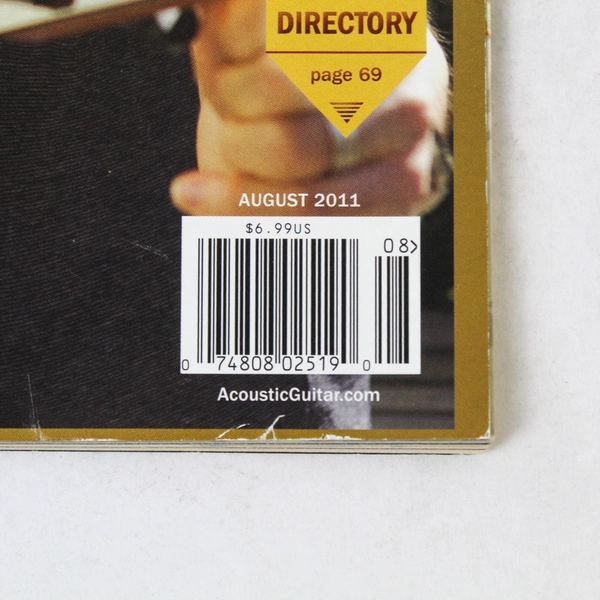 DIRECTORY
page 69
AUGUST 2011
$6.99US
08>
0 74808 02519 0
AcousticGuitar.com